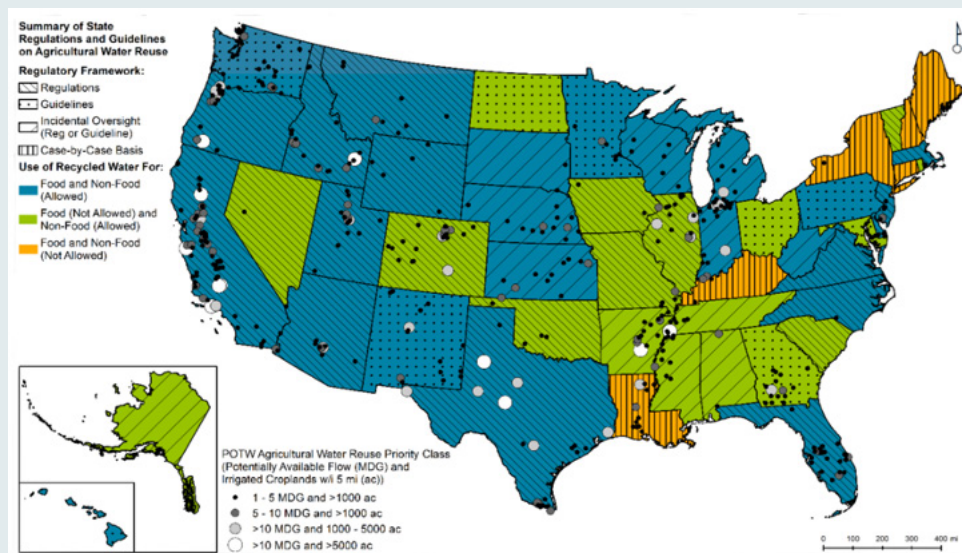 Summary of State
Regulations and Guidelines
on Agricultural Water Reuse
Regulatory Framework:
Regulations
Guidelines
Incidental Oversight
(Reg or Guideline)
Case-by-Case Basis
Use of Recycled Water For:
Food and Non-Food
(Allowed)
Food (Not Allowed) and
Non-Food (Allowed)
Food and Non-Food
(Not Allowed)
POTW Agricultural Water Reuse Priority Class
(Potentially Available Flow (MDG) and
Irrigated Croplands w/i 5 mi (ac))
1 - 5 MDG and >1000 ac
5 - 10 MDG and >1000 ac
>10 MDG and 1000 - 5000 ac
>10 MDG and >5000 ac
0 100 200 300 400 mi